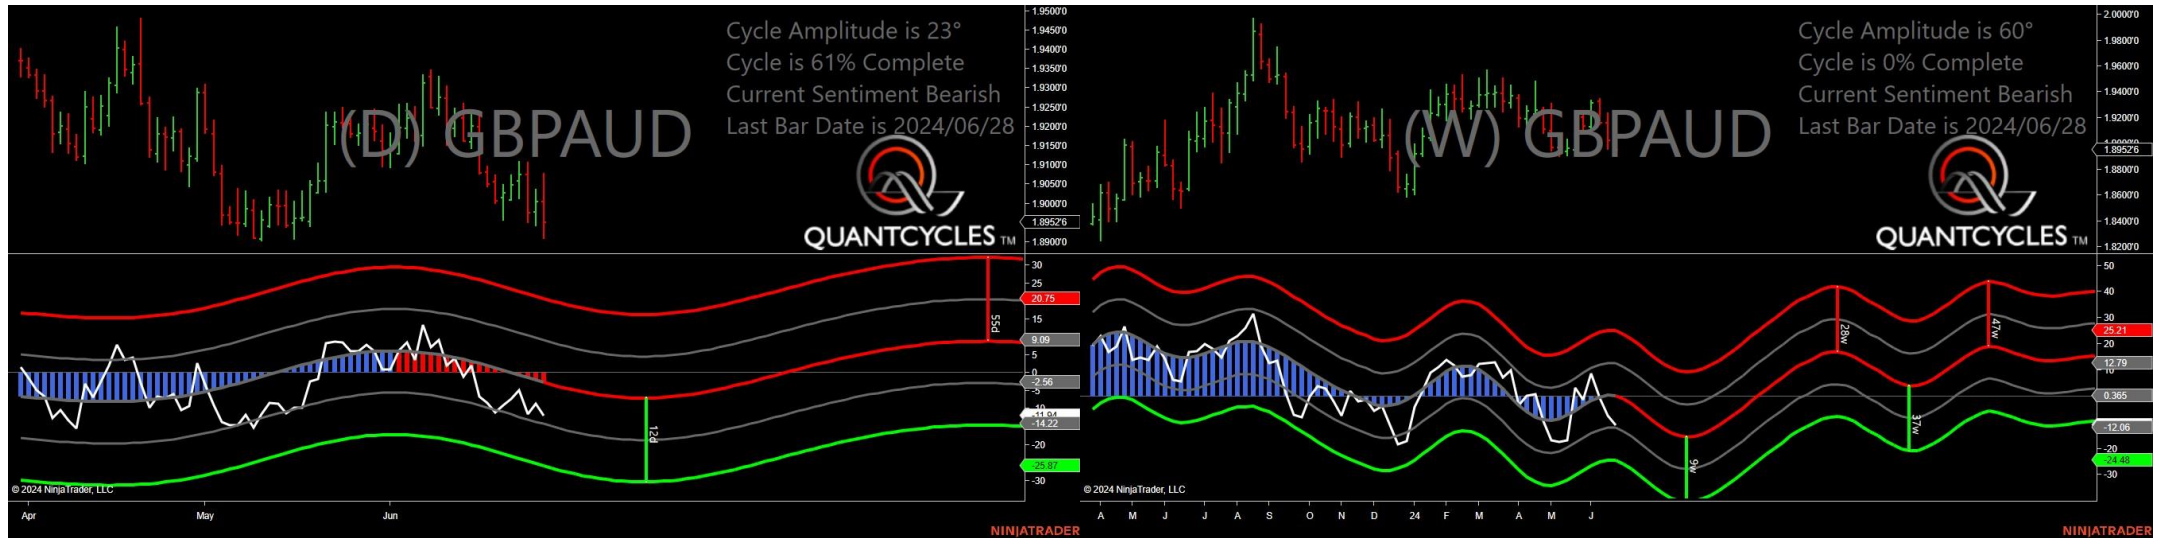 Cycle Amplitude is 23°
Cycle is 61% Complete
Current Sentiment Bearish
Last Bar Date is 2024/06/28
(D) GBPAUD
QUANTCYCLES TM
1.9500'0
1.9450'0
1.9400'0
1.9350'0
1.9300'0
1.9250'0
1.9200'0
1.9150'0
1.9100'0
1.9050'0
1.9000'0
1.8952'6
1.8900'0
30
25
20.75
15
9.09
5
0
-2.56
-5
-11.94
-14.22
-20
-25.87
-30
55d
12d
© 2024 NinjaTrader, LLC
Apr May Jun
NINJATRADER
Cycle Amplitude is 60°
Cycle is 0% Complete
Current Sentiment Bearish
Last Bar Date is 2024/06/28
(W) GBPAUD
QUANTCYCLES TM
2.0000'0
1.9800'0
1.9600'0
1.9400'0
1.9200'0
1.8952'6
1.8800'0
1.8600'0
1.8400'0
1.8200'0
50
40
30
25.21
20
12.79
10
0.365
-12.06
-20
-24.48
-30
28w
47w
9w
37w
© 2024 NinjaTrader, LLC
A M J J A S O N D 24 F M A M J
NINJATRADER